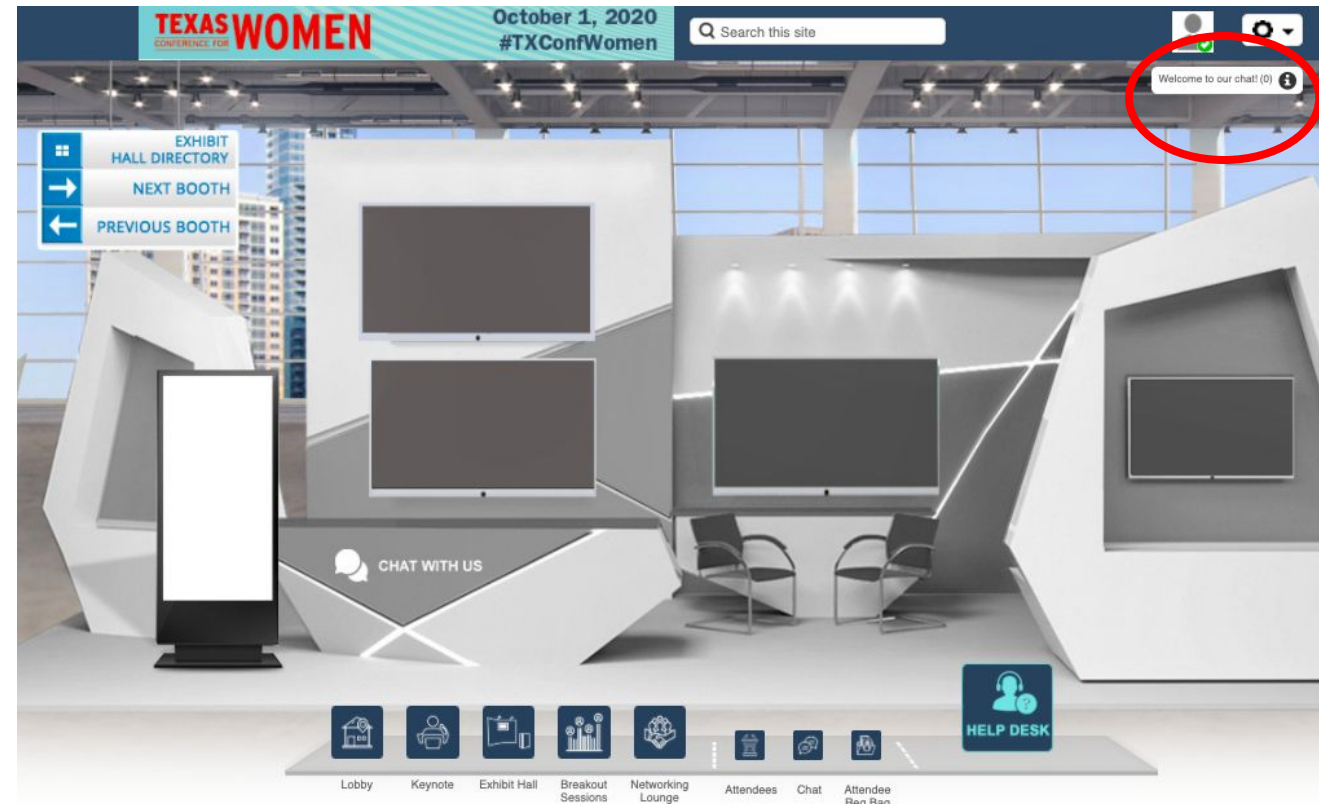 TEXAS WOMEN
CONFERENCE FOR
October 1, 2020
#TXConfWomen
Search this site
Welcome to our chat! (0)
EXHIBIT
HALL DIRECTORY
NEXT BOOTH
PREVIOUS BOOTH
CHAT WITH US
HELP DESK
Lobby
Keynote
Exhibit Hall
Breakout
Sessions
Networking
Lounge
Attendees
Chat
Attendee
Reg Bag